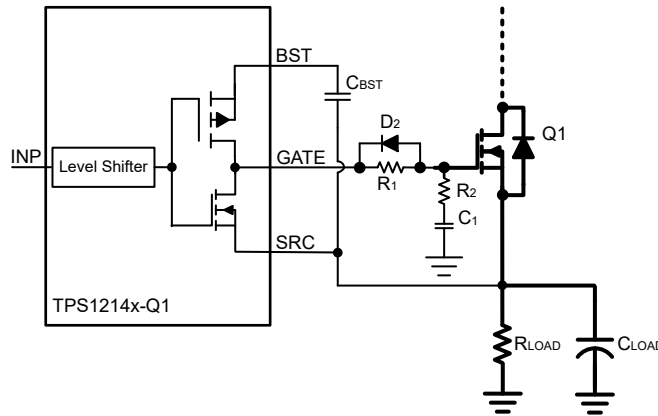 BST
CBST
D2
Q1
INP
Level Shifter
GATE
R1
R2
C1
SRC
TPS1214x-Q1
RLOAD
CLOAD